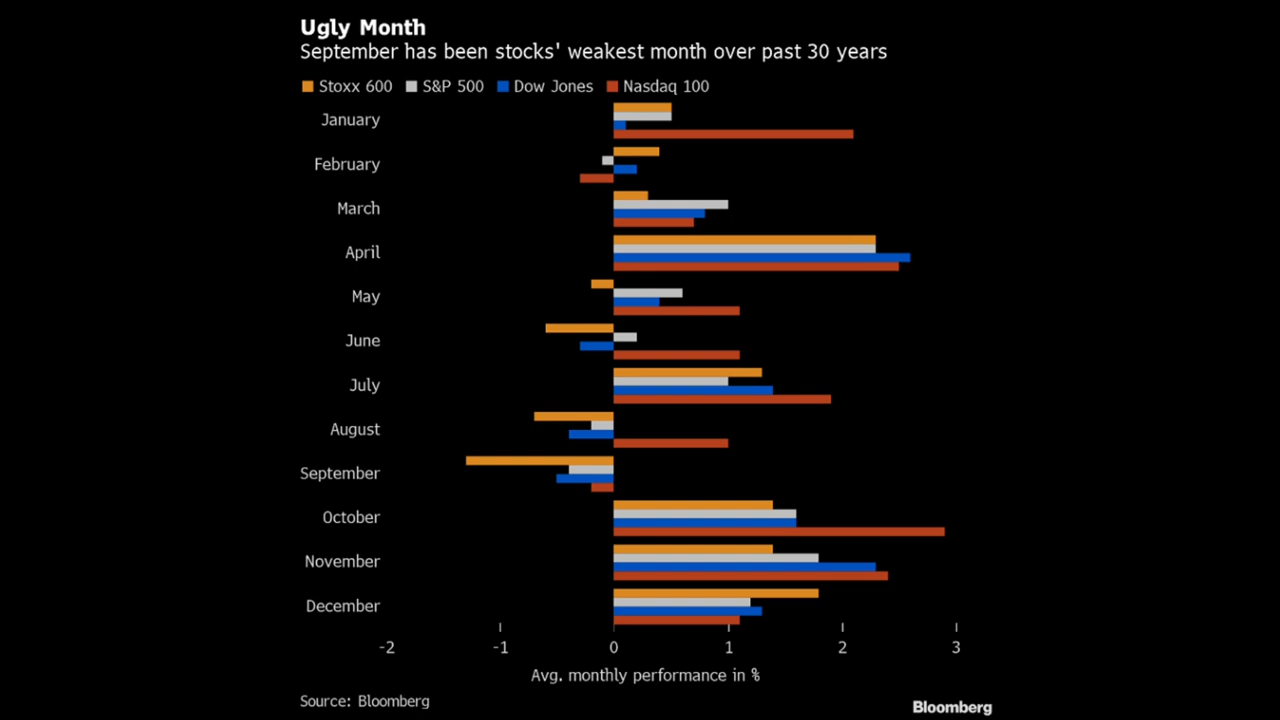 Ugly Month
September has been stocks' weakest month over past 30 years
Stoxx 600 S&P 500 Dow Jones Nasdaq 100
January
February
March
April
May
June
July
August
September
October
November
December
-2 -1 0 1 2 3
Avg. monthly performance in %
Source: Bloomberg
Bloomberg